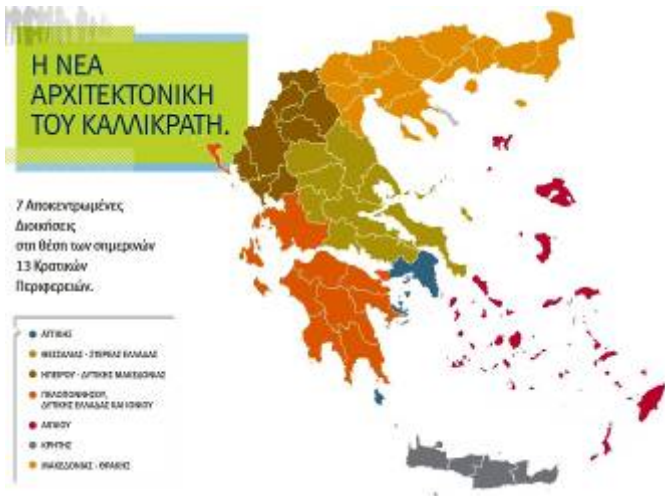 Η ΝΕΑ
ΑΡΧΙΤΕΚΤΟΝΙΚΗ
ΤΟΥ ΚΑΛΛΙΚΡΑΤΗ.
7 Αποκεντρωμένες
Διοικήσεις
στη θέση των σημερινών
13 Κρατικών
Περιφερειών.
ΑΤΤΙΚΗΣ
ΘΕΣΣΑΛΙΑΣ - ΣΤΕΡΕΑΣ ΕΛΛΑΔΑΣ
ΗΠΕΙΡΟΥ - ΔΥΤΙΚΗΣ ΜΑΚΕΔΟΝΙΑΣ
ΠΕΛΟΠΟΝΝΗΣΟΥ,
ΔΥΤΙΚΗΣ ΕΛΛΑΔΑΣ ΚΑΙ ΙΟΝΙΟΥ
ΑΙΓΑΙΟΥ
ΚΡΗΤΗΣ
ΜΑΚΕΔΟΝΙΑΣ - ΘΡΑΚΗΣ